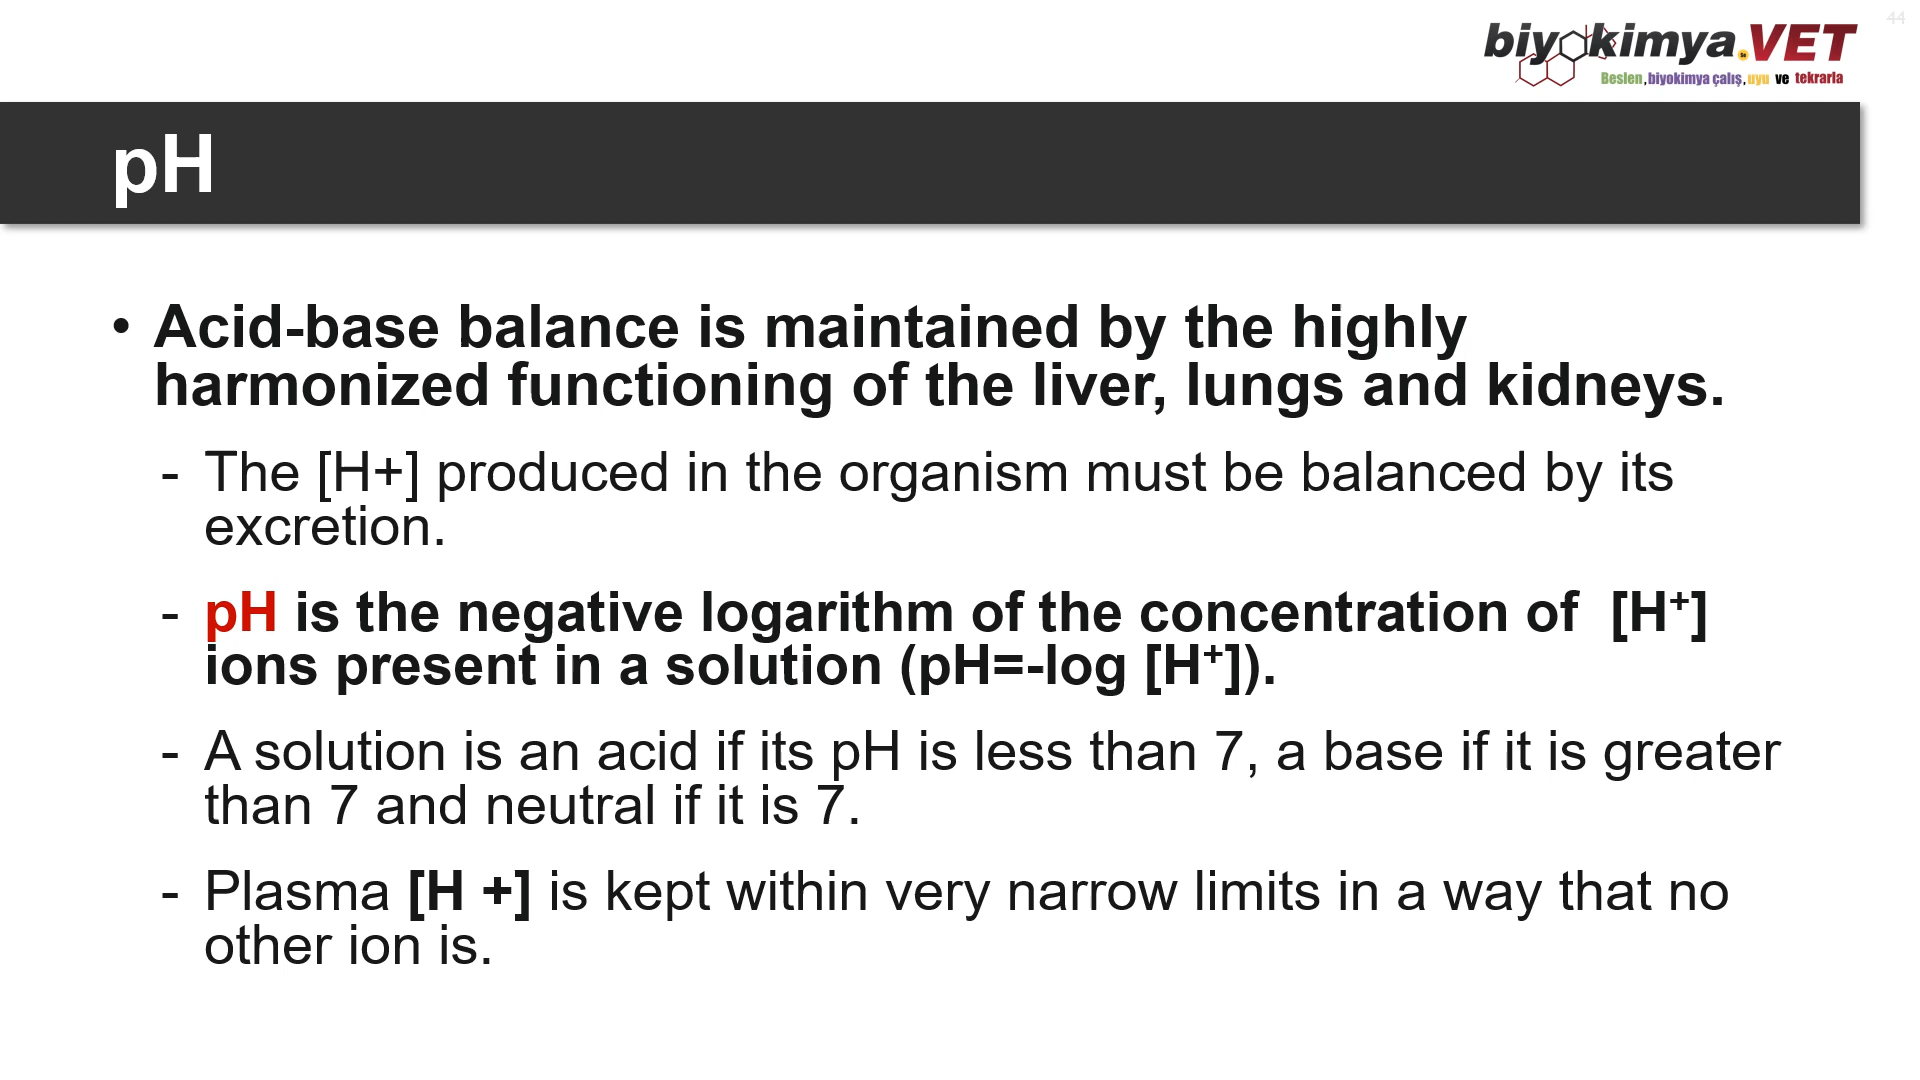 44
biyokimya.VET
Beslen, biyokimya çalış, uyu ve tekrarla
pH
• Acid-base balance is maintained by the highly
harmonized functioning of the liver, lungs and kidneys.
- The [H+] produced in the organism must be balanced by its
excretion.
- pH is the negative logarithm of the concentration of [H⁺]
ions present in a solution (pH=-log [H⁺]).
- A solution is an acid if its pH is less than 7, a base if it is greater
than 7 and neutral if it is 7.
- Plasma [H +] is kept within very narrow limits in a way that no
other ion is.